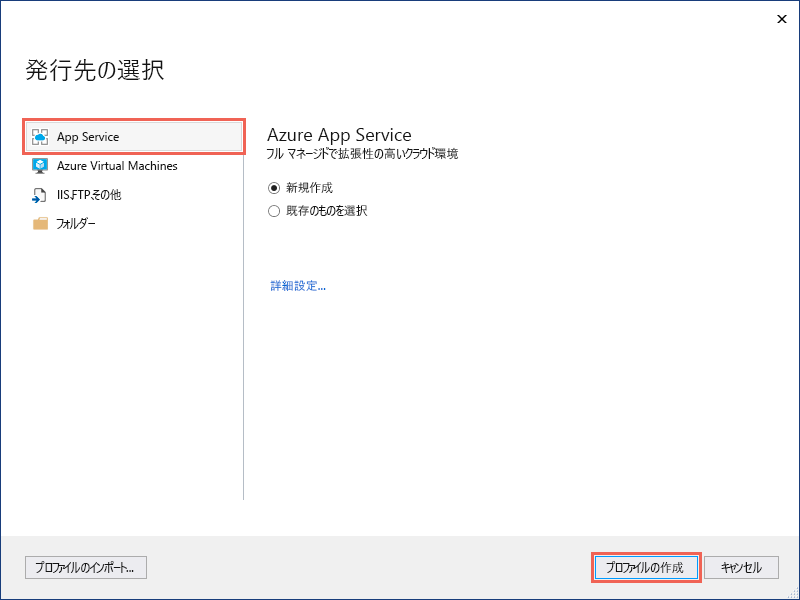 発行先の選択
App Service
Azure Virtual Machines
IIS、FTP、その他
フォルダー
Azure App Service
フル マネージドで拡張性の高いクラウド環境
新規作成
既存のものを選択
詳細設定...
プロファイルのインポート...
プロファイルの作成
キャンセル